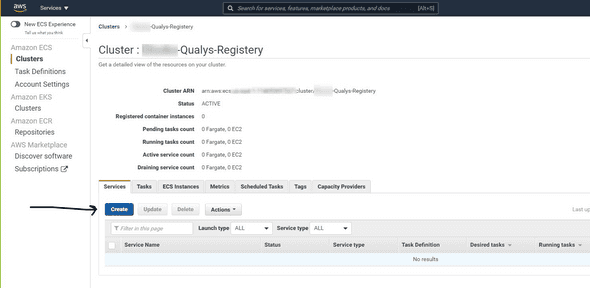 aws
Services
Search for services, features, marketplace products, and docs
[Alt+S]
New ECS Experience
Tell us what you think
Amazon ECS
Clusters
Task Definitions
Account Settings
Amazon EKS
Clusters
Amazon ECR
Repositories
AWS Marketplace
Discover software
Subscriptions
Clusters > -Qualys-Registery
Cluster : -Qualys-Registery
Get a detailed view of the resources on your cluster.
Cluster ARN arn:aws:ecs: cluster/ -Qualys-Registery
Status ACTIVE
Registered container instances 0
Pending tasks count 0 Fargate, 0 EC2
Running tasks count 0 Fargate, 0 EC2
Active service count 0 Fargate, 0 EC2
Draining service count 0 Fargate, 0 EC2
Services Tasks ECS Instances Metrics Scheduled Tasks Tags Capacity Providers
Create Update Delete Actions
Last up
Filter in this page Launch type ALL Service type ALL
Service Name Status Service type Task Definition Desired tasks Running tasks
No results